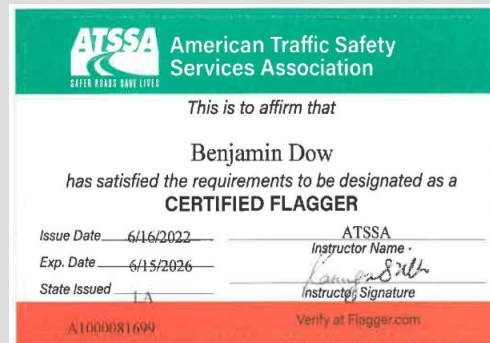 ATSSA
SAFER ROADS SAVE LIVES
American Traffic Safety
Services Association
This is to affirm that
Benjamin Dow
has satisfied the requirements to be designated as a
CERTIFIED FLAGGER
Issue Date 6/16/2022
ATSSA
Instructor Name
Exp. Date 6/15/2026
State Issued LA
Instructor Signature
A1000081699
Verify at Flagger.com